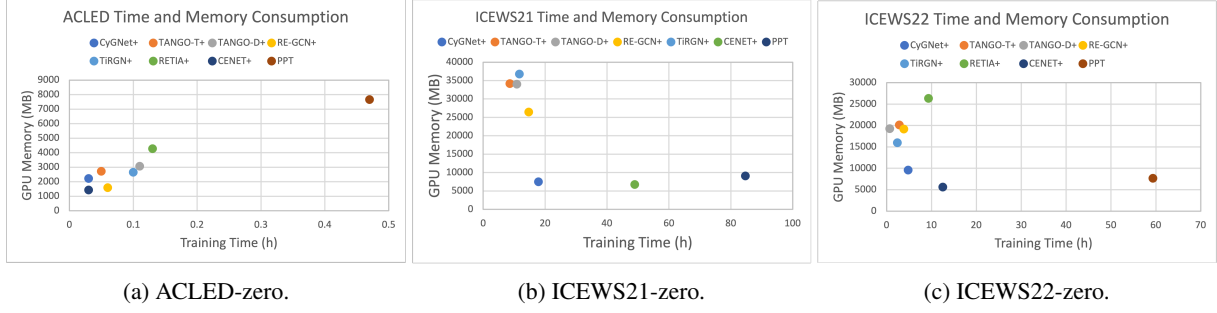 ACLED Time and Memory Consumption
CyGNet+ TANGO-T+ TANGO-D+ RE-GCN+
TiRGN+ RETIA+ CENET+ PPT
9000
8000
7000
6000
5000
4000
3000
2000
1000
0
GPU Memory (MB)
0 0.1 0.2 0.3 0.4 0.5
Training Time (h)
(a) ACLED-zero.
ICEWS21 Time and Memory Consumption
CyGNet+ TANGO-T+ TANGO-D+ RE-GCN+ TiRGN+ CENET+ PPT
40000
35000
30000
25000
20000
15000
10000
5000
0
GPU Memory (MB)
0 20 40 60 80 100
Training Time (h)
(b) ICEWS21-zero.
ICEWS22 Time and Memory Consumption
CyGNet+ TANGO-T+ TANGO-D+ RE-GCN+
TiRGN+ RETIA+ CENET+ PPT
30000
25000
20000
15000
10000
5000
0
GPU Memory (MB)
0 10 20 30 40 50 60 70
Training Time (h)
(c) ICEWS22-zero.